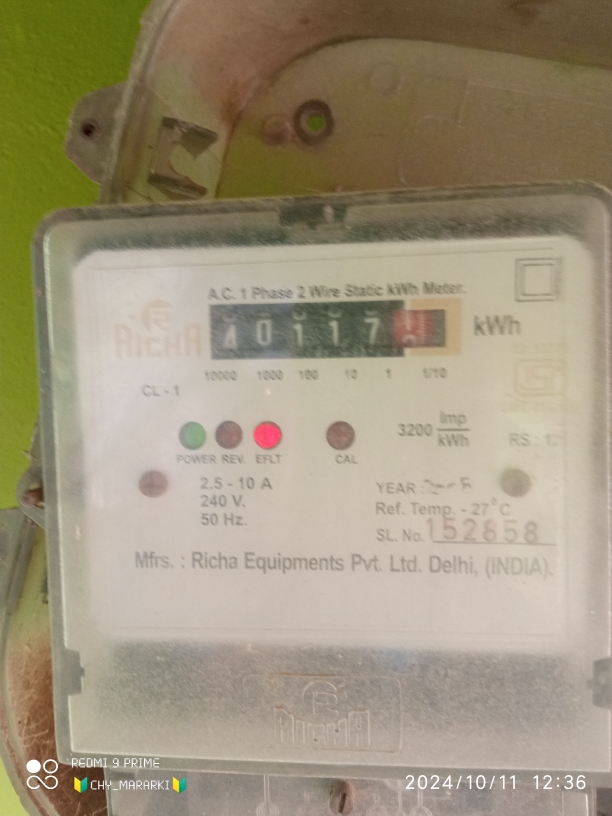 A.C. 1 Phase 2 Wire Static kWh Meter.
RICHA
40117
kWh
10000 1000 100 10 1 1/10
CL - 1
3200 Imp/kWh
POWER REV. EFLT CAL
2.5 - 10 A
240 V.
50 Hz.
YEAR :
Ref. Temp. - 27°C
SL. No. 152858
Mfrs. : Richa Equipments Pvt. Ltd. Delhi, (INDIA).
RICHA
REDMI 9 PRIME
🔰CHY_MARARKI🔰
2024/10/11 12:36